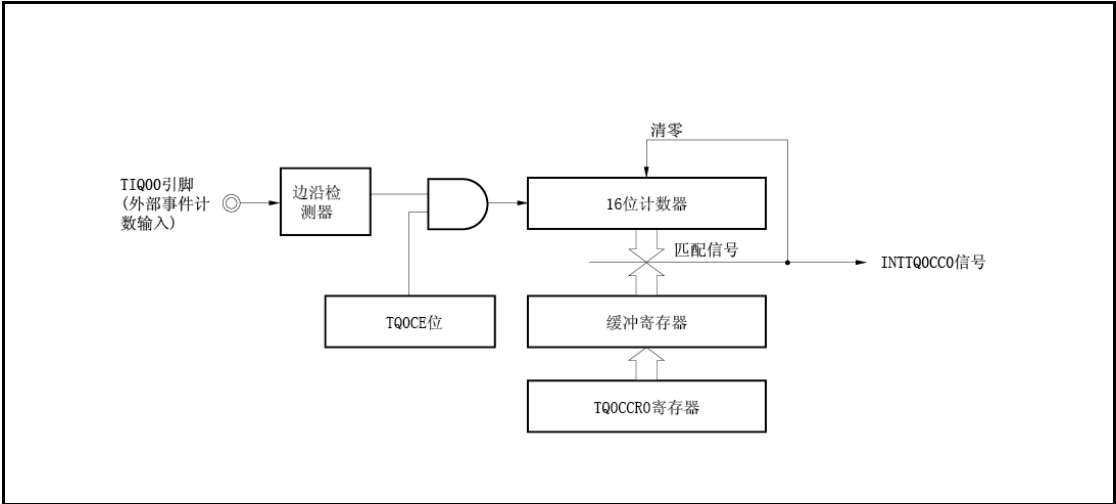 清零
TIQ00引脚
(外部事件计
数输入)
边沿检
测器
16位计数器
匹配信号
INTTQ0CC0信号
TQ0CE位
缓冲寄存器
TQ0CCR0寄存器